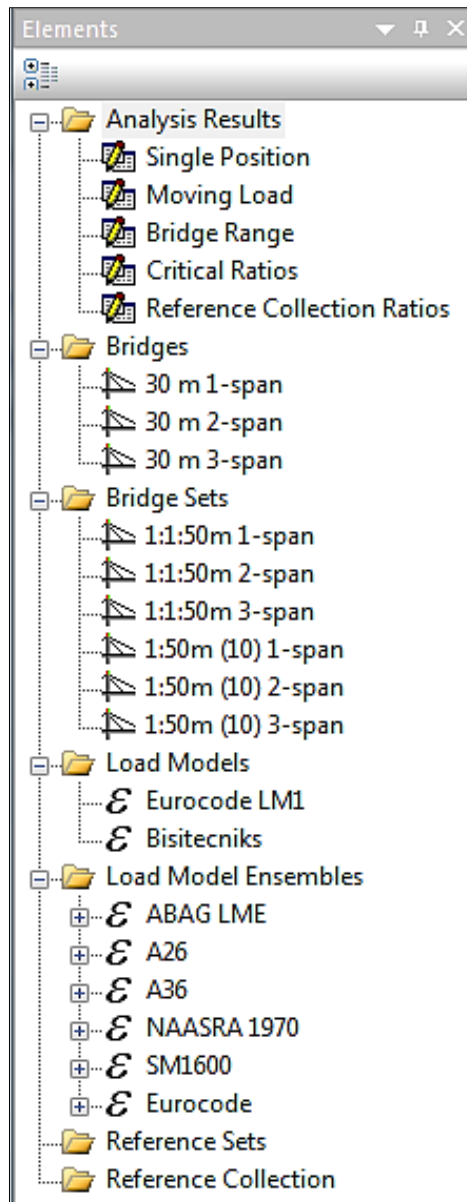 Elements
Analysis Results
Single Position
Moving Load
Bridge Range
Critical Ratios
Reference Collection Ratios
Bridges
30 m 1-span
30 m 2-span
30 m 3-span
Bridge Sets
1:1:50m 1-span
1:1:50m 2-span
1:1:50m 3-span
1:50m (10) 1-span
1:50m (10) 2-span
1:50m (10) 3-span
Load Models
Eurocode LM1
Bisitecniks
Load Model Ensembles
ABAG LME
A26
A36
NAASRA 1970
SM1600
Eurocode
Reference Sets
Reference Collection